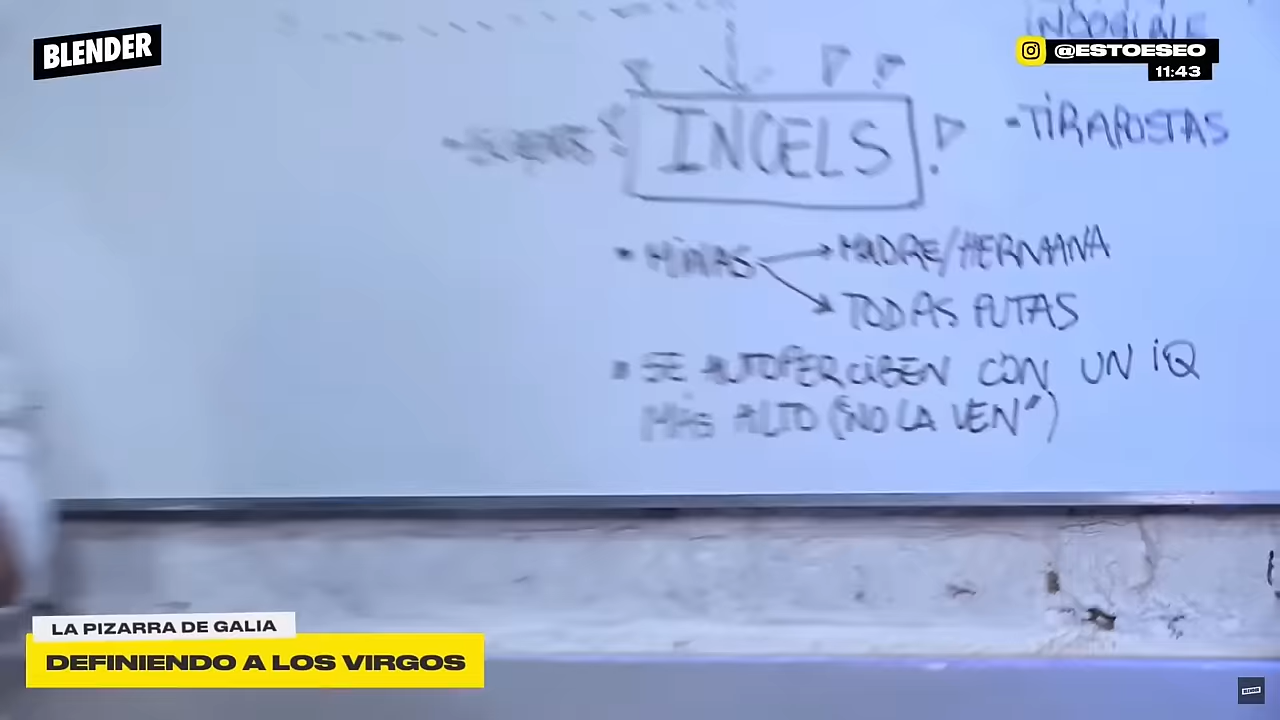 BLENDER
@ESTOESEO
11:43
INCELS
• TIRAPOSTAS
• MINAS → MADRE/HERMANA
→ TODAS PUTAS
• SE AUTOPERCIBEN CON UN IQ
MÁS ALTO ("NO LA VEN")
LA PIZARRA DE GALIA
DEFINIENDO A LOS VIRGOS